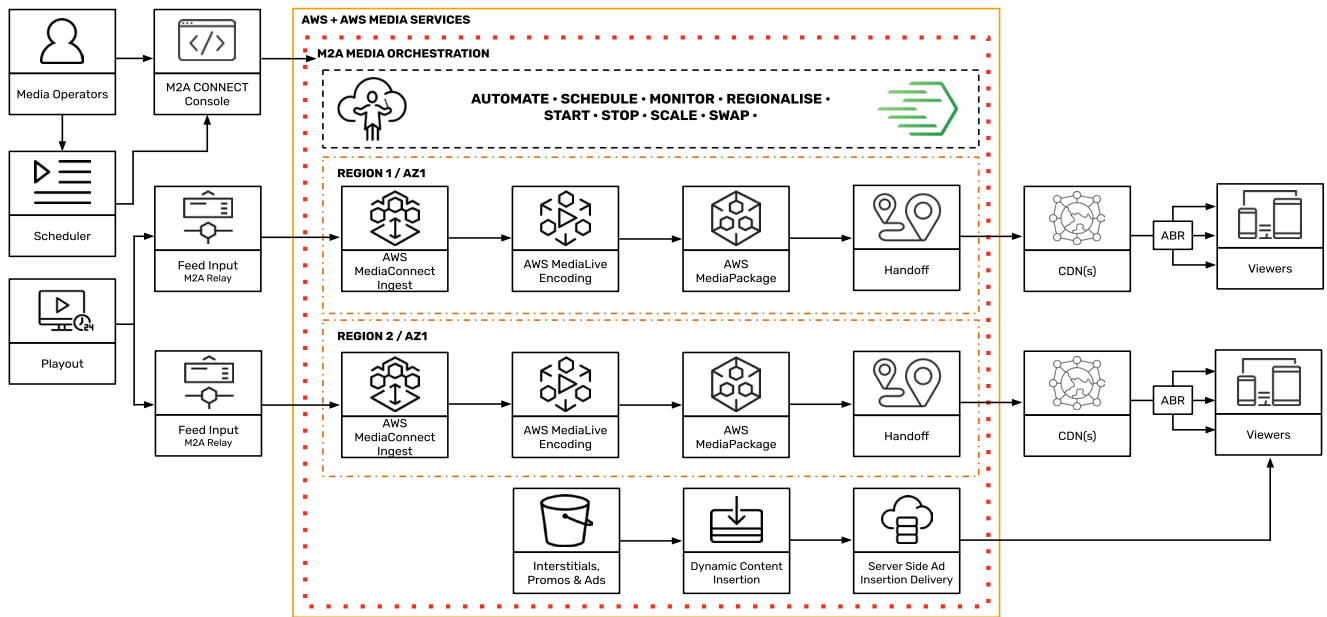 AWS + AWS MEDIA SERVICES
M2A MEDIA ORCHESTRATION
Media Operators
M2A CONNECT
Console
AUTOMATE • SCHEDULE • MONITOR • REGIONALISE •
START • STOP • SCALE • SWAP •
Scheduler
Playout
24
Feed Input
M2A Relay
REGION 1 / AZ1
AWS
MediaConnect
Ingest
AWS MediaLive
Encoding
AWS
MediaPackage
Handoff
CDN(s)
ABR
Viewers
Feed Input
M2A Relay
REGION 2 / AZ1
AWS
MediaConnect
Ingest
AWS MediaLive
Encoding
AWS
MediaPackage
Handoff
CDN(s)
ABR
Viewers
Interstitials,
Promos & Ads
Dynamic Content
Insertion
Server Side Ad
Insertion Delivery